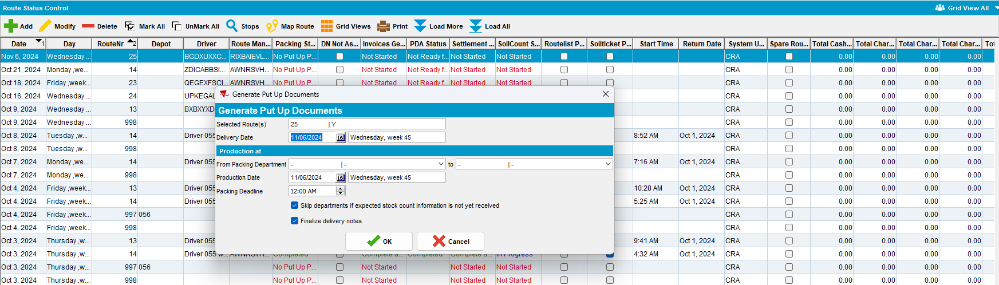 Route Status Control Grid View All
Add Modify Delete Mark All UnMark All Stops Map Route Grid Views Print Load More Load All
Date 1 Day RouteNr 2 Depot Driver Route Man... Packing St... DN Not As... Invoices Ge... PDA Status Settlement ... SoilCount S... Routelist P... Soilticket P... Start Time Return Date System U... Spare Rou... Total Cash... Total Char... Total Char... Total Char... Tot
Nov 6, 2024 Wednesday ... 25 BGDXUXXC... RIXBAIEVL... No Put Up P... Not Started Not Ready f... Not Started Not Started CRA 0.00 0.00 0.00 0.00
Oct 21, 2024 Monday ,we... 14 ZDICABBSI... AWNRSVH... No Put Up P... Not Started Not Ready f... Not Started Not Started CRA 0.00 0.00 0.00 0.00
Oct 18, 2024 Friday ,week... 23 QEGEXFSCI... AWNRSVH... No Put Up P... Not Started Not Ready f... Not Started Not Started CRA 0.00 0.00 0.00 0.00
Oct 16, 2024 Wednesday ... 24 UPKEGAL CRA 0.00 0.00 0.00 0.00
Oct 9, 2024 Wednesday ... 13 BXBXYXD CRA 0.00 0.00 0.00 0.00
Oct 9, 2024 Wednesday ... 998 CRA 0.00 0.00 0.00 0.00
Oct 8, 2024 Tuesday ,w... 14 Driver 055 8:52 AM Oct 1, 2024 CRA 0.00 0.00 0.00 0.00
Oct 8, 2024 Tuesday ,w... 998 CRA 0.00 0.00 0.00 0.00
Oct 7, 2024 Monday ,we... 14 Driver 055 7:16 AM Oct 1, 2024 CRA 0.00 0.00 0.00 0.00
Oct 7, 2024 Monday ,we... 998 CRA 0.00 0.00 0.00 0.00
Oct 4, 2024 Friday ,week... 13 Driver 055 10:28 AM Oct 1, 2024 CRA 0.00 0.00 0.00 0.00
Oct 4, 2024 Friday ,week... 14 Driver 055 5:25 AM Oct 1, 2024 CRA 0.00 0.00 0.00 0.00
Oct 4, 2024 Friday ,week... 997 056 CRA 0.00 0.00 0.00 0.00
Oct 4, 2024 Friday ,week... 998 CRA 0.00 0.00 0.00 0.00
Oct 3, 2024 Thursday ,w... 13 Driver 055 9:41 AM Oct 1, 2024 CRA 0.00 0.00 0.00 0.00
Oct 3, 2024 Thursday ,w... 14 Driver 055 w... AWNRSVH... Completed Complete a... Completed Complete a... In Progress 4:32 AM Oct 1, 2024 CRA 0.00 0.00 0.00 0.00
Oct 3, 2024 Thursday ,w... 997 056 No Put Up P... Not Started Not Started Not Started CRA 0.00 0.00 0.00 0.00
Oct 3, 2024 Thursday ,w... 998 No Put Up P... Not Started Not Started Not Started CRA 0.00 0.00 0.00 0.00
Generate Put Up Documents
Generate Put Up Documents
Selected Route(s) 25 | Y
Delivery Date 11/06/2024 16 Wednesday, week 45
Production at
From Packing Department - | - to - | -
Production Date 11/06/2024 16 Wednesday, week 45
Packing Deadline 12:00 AM
Skip departments if expected stock count information is not yet received
Finalize delivery notes
OK Cancel